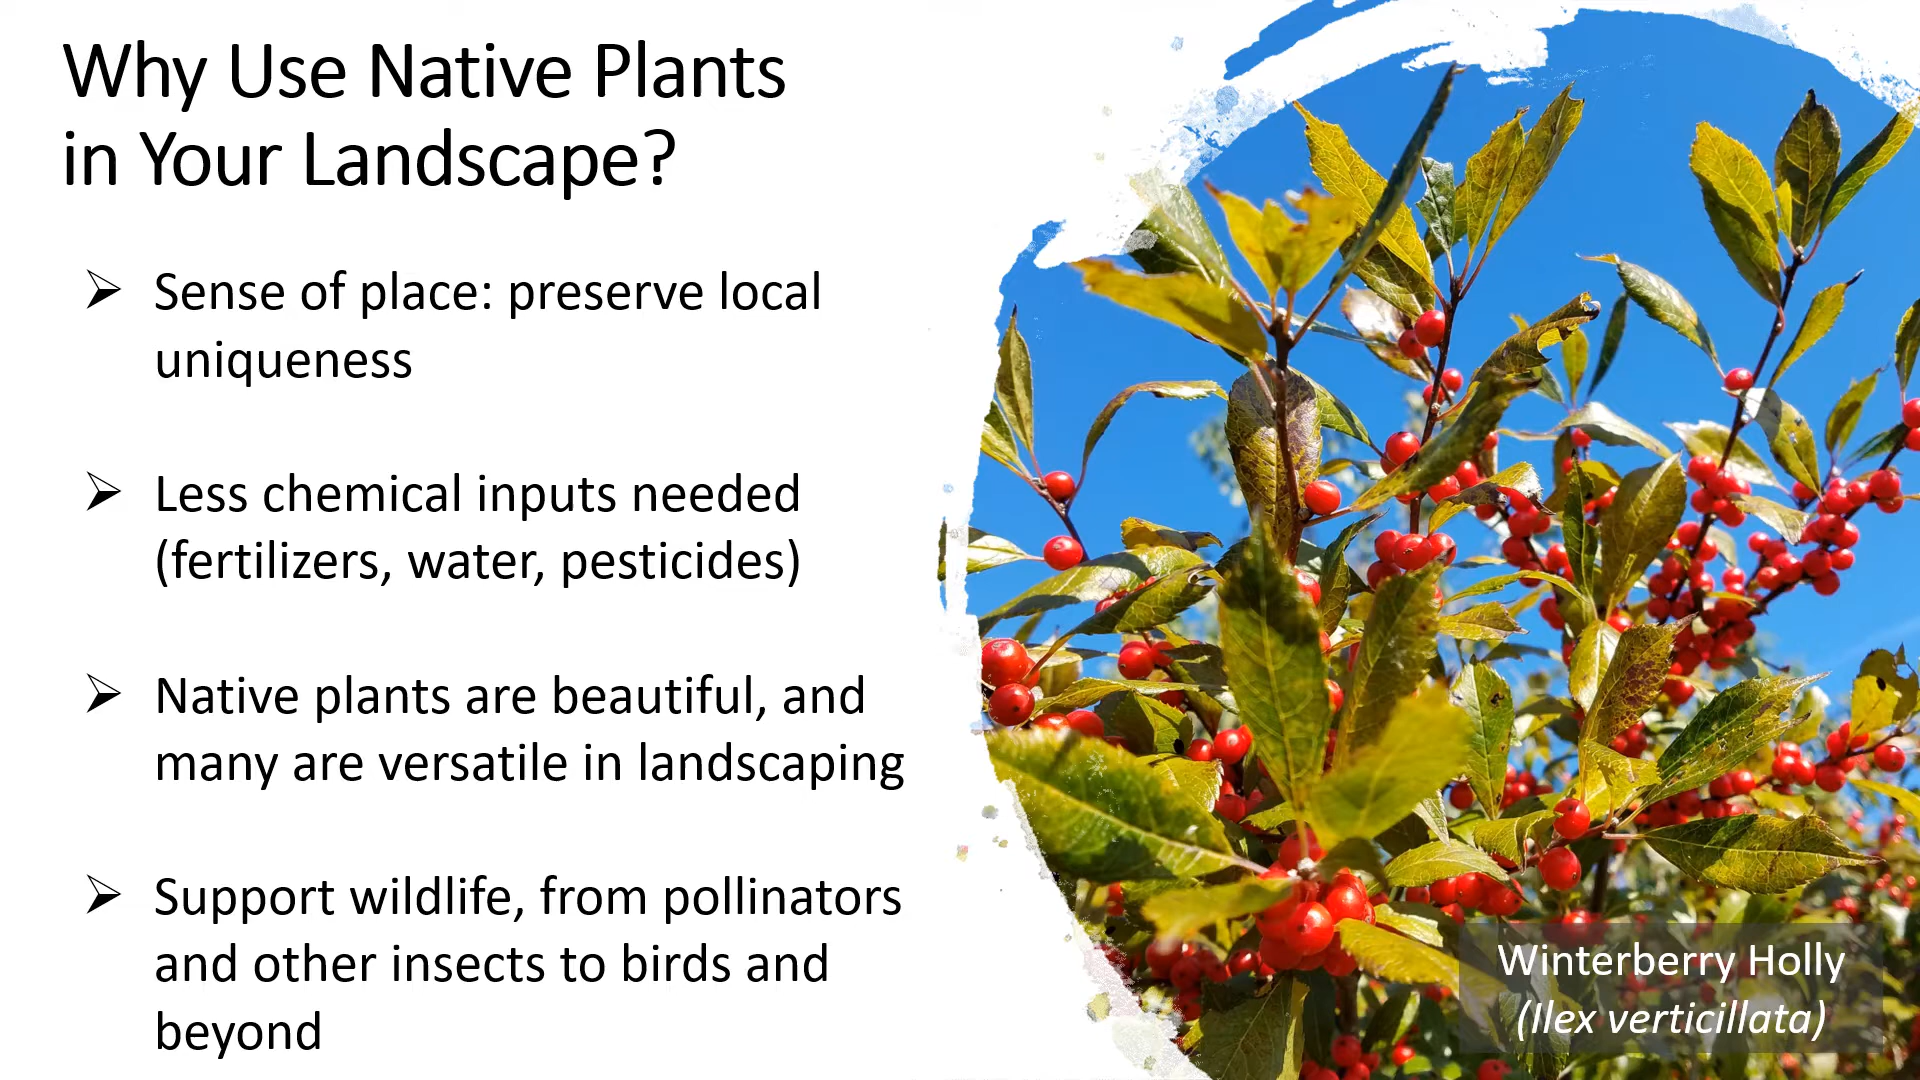 Why Use Native Plants
in Your Landscape?
➢ Sense of place: preserve local
uniqueness
➢ Less chemical inputs needed
(fertilizers, water, pesticides)
➢ Native plants are beautiful, and
many are versatile in landscaping
➢ Support wildlife, from pollinators
and other insects to birds and
beyond
Winterberry Holly
(Ilex verticillata)